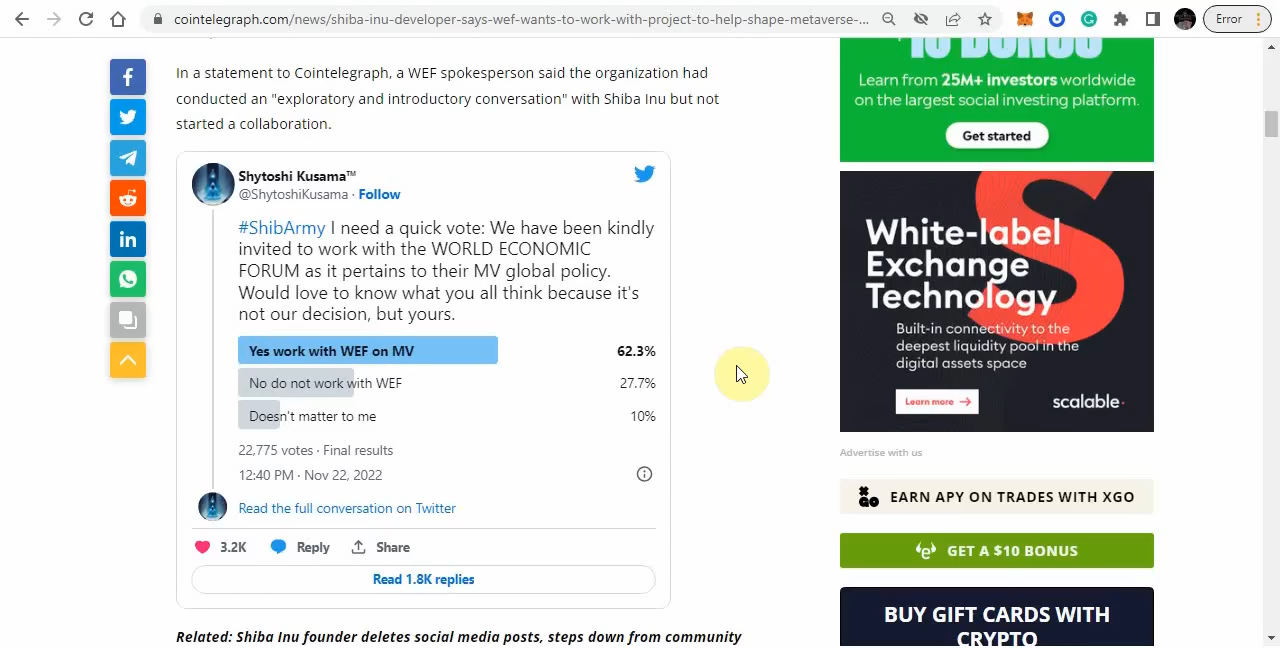 cointelegraph.com/news/shiba-inu-developer-says-wef-wants-to-work-with-project-to-help-shape-metaverse-...
Error
In a statement to Cointelegraph, a WEF spokesperson said the organization had
conducted an "exploratory and introductory conversation" with Shiba Inu but not
started a collaboration.
Shytoshi Kusama™
@ShytoshiKusama · Follow
#ShibArmy I need a quick vote: We have been kindly
invited to work with the WORLD ECONOMIC
FORUM as it pertains to their MV global policy.
Would love to know what you all think because it's
not our decision, but yours.
Yes work with WEF on MV 62.3%
No do not work with WEF 27.7%
Doesn't matter to me 10%
22,775 votes · Final results
12:40 PM · Nov 22, 2022
Read the full conversation on Twitter
3.2K Reply Share
Read 1.8K replies
Related: Shiba Inu founder deletes social media posts, steps down from community
Learn from 25M+ investors worldwide
on the largest social investing platform.
Get started
White-label
Exchange
Technology
Built-in connectivity to the
deepest liquidity pool in the
digital assets space
Learn more →
scalable
Advertise with us
EARN APY ON TRADES WITH XGO
GET A $10 BONUS
BUY GIFT CARDS WITH
CRYPTO